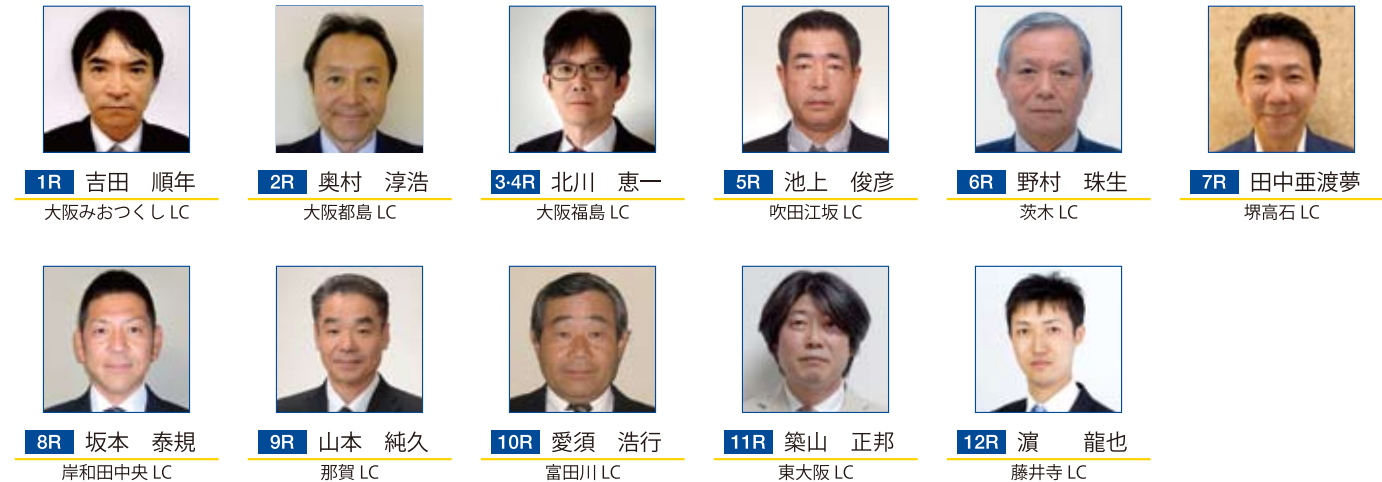 1R 吉田 順年
大阪みおつくし LC
2R 奥村 淳浩
大阪都島 LC
3·4R 北川 恵一
大阪福島 LC
5R 池上 俊彦
吹田江坂 LC
6R 野村 珠生
茨木 LC
7R 田中亜渡夢
堺高石 LC
8R 坂本 泰規
岸和田中央 LC
9R 山本 純久
那賀 LC
10R 愛須 浩行
富田川 LC
11R 築山 正邦
東大阪 LC
12R 濵 龍也
藤井寺 LC